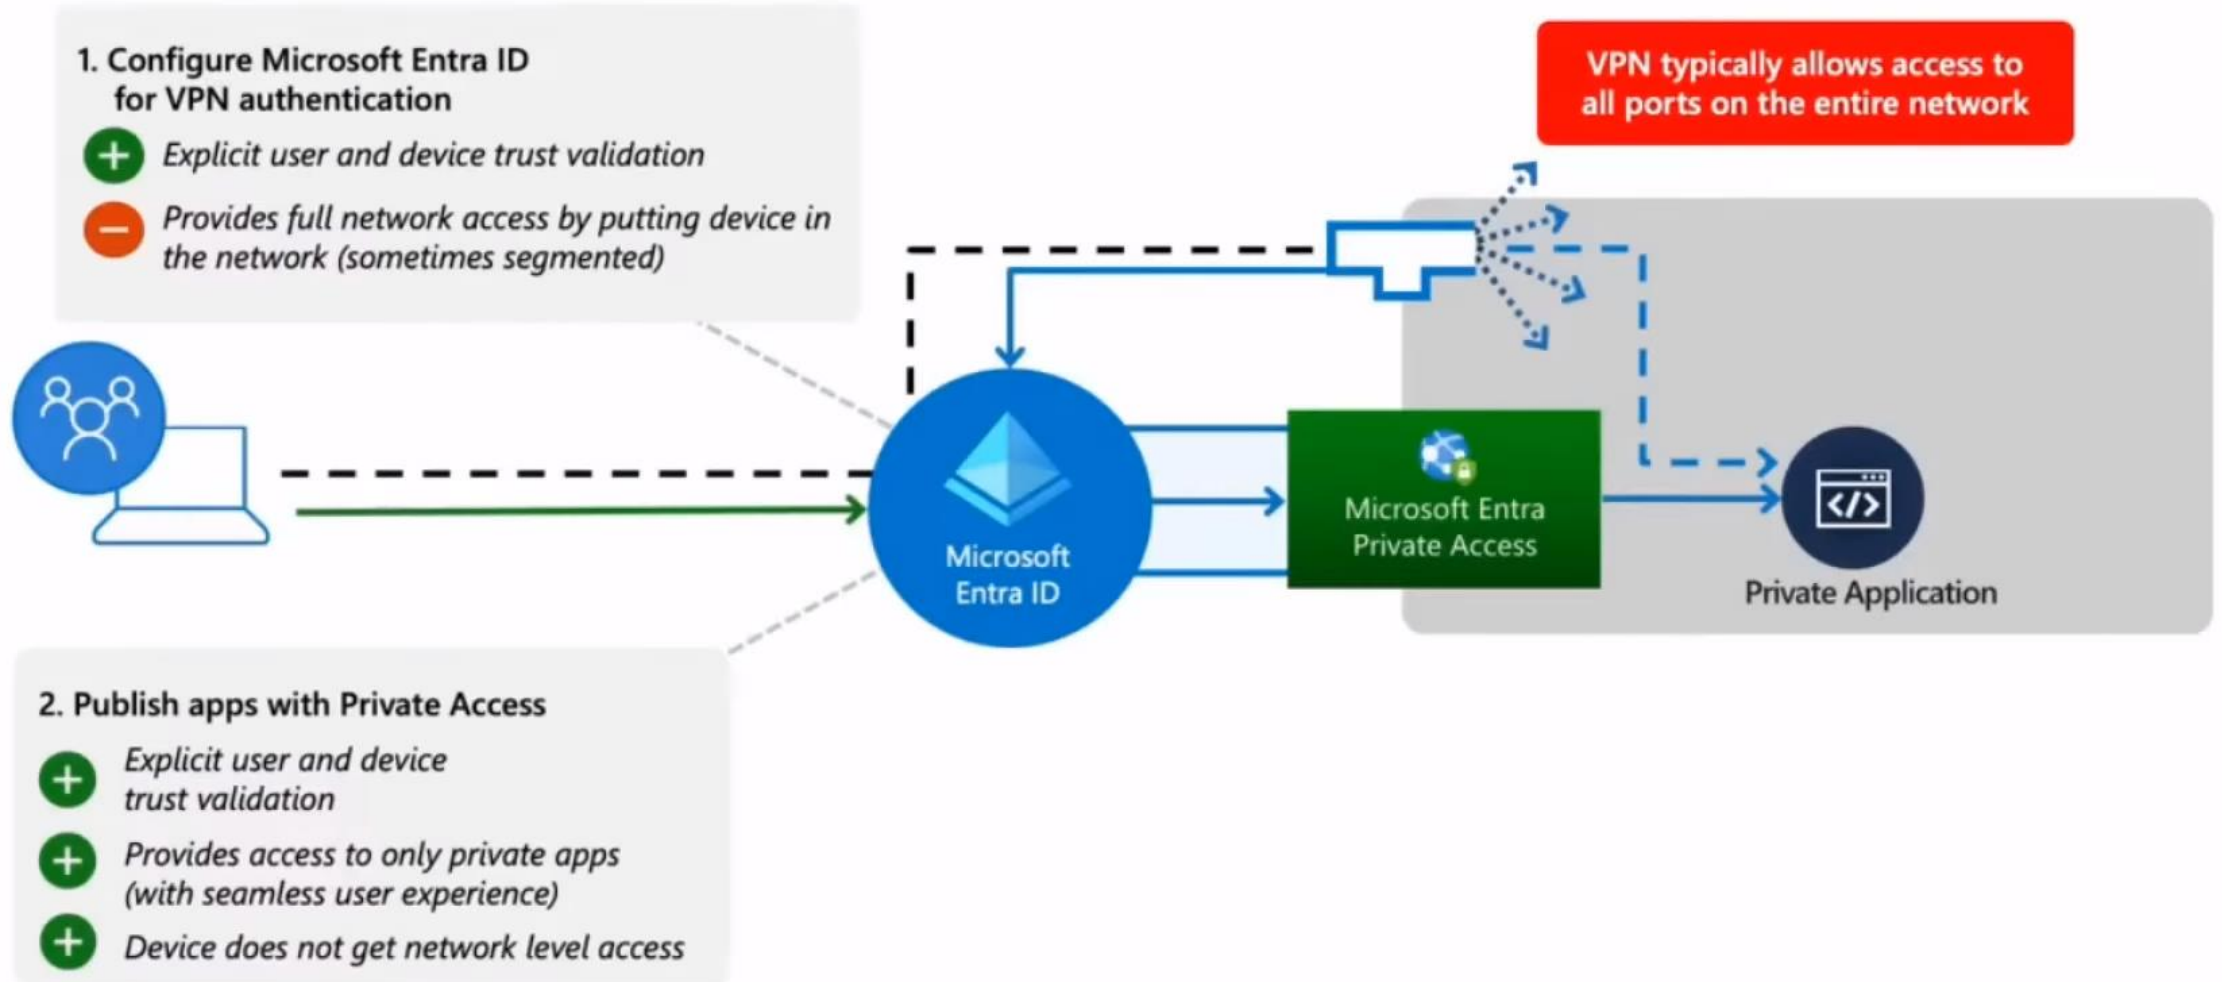 1. Configure Microsoft Entra ID
for VPN authentication
Explicit user and device trust validation
Provides full network access by putting device in
the network (sometimes segmented)
VPN typically allows access to
all ports on the entire network
Microsoft
Entra ID
Microsoft Entra
Private Access
Private Application
2. Publish apps with Private Access
Explicit user and device
trust validation
Provides access to only private apps
(with seamless user experience)
Device does not get network level access